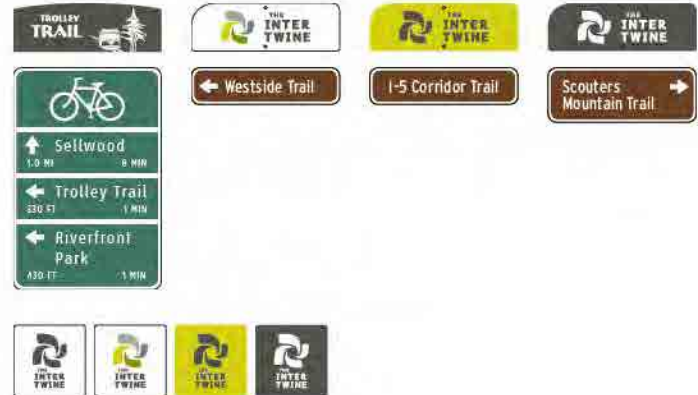 TROLLEY
TRAIL
THE
INTER
TWINE
THE
INTER
TWINE
THE
INTER
TWINE
Westside Trail
I-5 Corridor Trail
Scouters
Mountain Trail
Sellwood
1.0 MI 8 MIN
Trolley Trail
630 FT 1 MIN
Riverfront
Park
430 FT 1 MIN
THE
INTER
TWINE
THE
INTER
TWINE
THE
INTER
TWINE
THE
INTER
TWINE